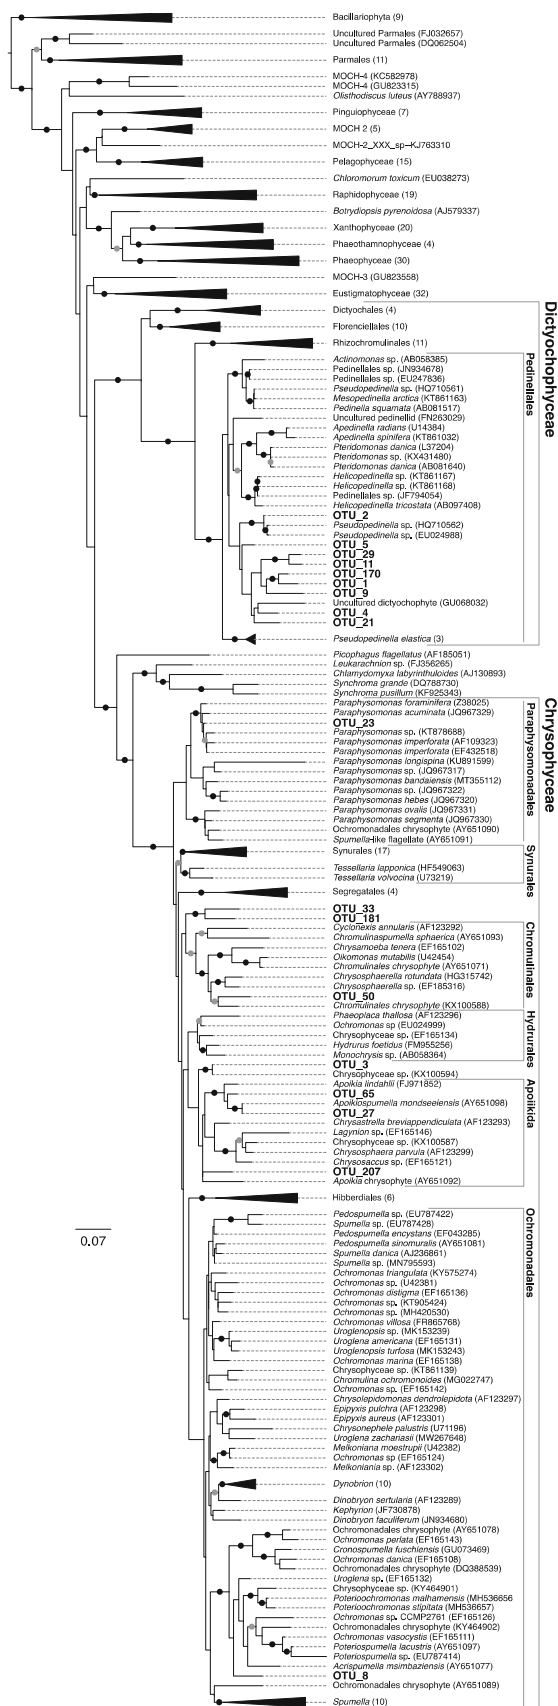 Bacillariophyta (9)
Uncultured Parmales (FJ032657)
Uncultured Parmales (DQ062504)
Parmales (11)
MOCH-4 (KC582978)
MOCH-4 (GU823315)
Olisthodiscus luteus (AY788937)
Pinguiophyceae (7)
MOCH 2 (5)
MOCH-2_XXX_sp-KJ763310
Pelagophyceae (15)
Chloromorum toxicum (EU038273)
Raphidophyceae (19)
Botrydiopsis pyrenoidosa (AJ579337)
Xanthophyceae (20)
Phaeothamnophyceae (4)
Phaeophyceae (30)
MOCH-3 (GU823558)
Eustigmatophyceae (32)
Dictyochophyceae
Dictyochales (4)
Florenciellales (10)
Rhizochromulinales (11)
Pedinellales
Actinomonas sp. (AB058385)
Pedinellales sp. (JN934678)
Pedinellales sp. (EU247836)
Pseudopedinella sp. (HQ710561)
Mesopedinella arctica (KT861163)
Pedinella squamata (AB081517)
Uncultured pedinellid (FN263029)
Apedinella radians (U14384)
Apedinella spinifera (KT861032)
Pteridomonas danica (L37204)
Pteridomonas sp. (KX431480)
Pteridomonas danica (AB081640)
Helicopedinella sp. (KT861167)
Helicopedinella sp. (KT861168)
Pedinellales sp. (JF794054)
Helicopedinella tricostata (AB097408)
OTU_2
Pseudopedinella sp. (HQ710562)
Pseudopedinella sp. (EU024988)
OTU_5
OTU_29
OTU_11
OTU_170
OTU_1
OTU_9
Uncultured dictyochophyte (GU068032)
OTU_4
OTU_21
Pseudopedinella elastica (3)
Picophagus flagellatus (AF185051)
Leukarachnion sp. (FJ356265)
Chlamydomyxa labyrinthuloides (AJ130893)
Synchroma grande (DQ788730)
Synchroma pusillum (KF925343)
Chrysophyceae
Paraphysomonadales
Paraphysomonas foraminifera (Z38025)
Paraphysomonas acuminata (JQ967329)
OTU_23
Paraphysomonas sp. (KT878688)
Paraphysomonas imperforata (AF109323)
Paraphysomonas imperforata (EF432518)
Paraphysomonas longispina (KU891599)
Paraphysomonas sp. (JQ967317)
Paraphysomonas bandaiensis (MT355112)
Paraphysomonas sp. (JQ967322)
Paraphysomonas hebes (JQ967320)
Paraphysomonas ovalis (JQ967331)
Paraphysomonas segmenta (JQ967330)
Ochromonadales chrysophyte (AY651090)
Spumella-like flagellate (AY651091)
Synurales
Synurales (17)
Tessellaria lapponica (HF549063)
Tessellaria volvocina (U73219)
Segregatales (4)
OTU_33
OTU_181
Chromulinales
Cyclonexis annularis (AF123292)
Chromulinaspumella sphaerica (AY651093)
Chrysamoeba tenera (EF165102)
Oikomonas mutabilis (U42454)
Chromulinales chrysophyte (AY651071)
Chrysosphaerella rotundata (HG315742)
Chrysosphaerella sp. (EF185316)
OTU_50
Chromulinales chrysophyte (KX100588)
Hydrurales
Phaeoplaca thallosa (AF123296)
Ochromonas sp (EU024999)
Chrysophyceae sp. (EF165134)
Hydrurus foetidus (FM955256)
Monochrysis sp. (AB058364)
OTU_3
Chrysophyceae sp. (KX100594)
Apoikiida
Apoikia lindahlii (FJ971852)
OTU_65
Apoikiospumella mondseeiensis (AY651098)
OTU_27
Chrysastrella breviappendiculata (AF123293)
Lagynion sp. (EF165146)
Chrysophyceae sp. (KX100587)
Chrysosphaera parvula (AF123299)
Chrysosaccus sp. (EF165121)
OTU_207
Apoikia chrysophyte (AY651092)
Hibberdiales (6)
0.07
Ochromonadales
Pedospumella sp. (EU787422)
Spumella sp. (EU787428)
Pedospumella encystans (EF043285)
Pedospumella sinomuralis (AY651081)
Spumella danica (AJ236861)
Spumella sp. (MN795593)
Ochromonas triangulata (KY575274)
Ochromonas sp. (U42381)
Ochromonas distigma (EF165136)
Ochromonas sp. (KT905424)
Ochromonas sp. (MH420530)
Ochromonas villosa (FR865768)
Uroglenopsis sp. (MK153239)
Uroglena americana (EF165131)
Uroglenopsis turfosa (MK153243)
Ochromonas marina (EF165138)
Chrysophyceae sp. (KT861139)
Chromulina ochromonoides (MG022747)
Ochromonas sp. (EF165142)
Chrysolepidomonas dendrolepidota (AF123297)
Epipyxis pulchra (AF123298)
Epipyxis aureus (AF123301)
Chrysonephele palustris (U71196)
Uroglena zachariasii (MW267648)
Melkoniana moestrupii (U42382)
Ochromonas sp (EF165124)
Melkoniania sp. (AF123302)
Dynobrion (10)
Dinobryon sertularia (AF123289)
Kephyrion (JF730878)
Dinobryon faculiferum (JN934680)
Ochromonadales chrysophyte (AY651078)
Ochromonas perlata (EF165143)
Cronospumella fuschlensis (GU073469)
Ochromonas danica (EF165108)
Ochromonadales chrysophyte (DQ388539)
Uroglena sp. (EF165132)
Chrysophyceae sp. (KY464901)
Poterioochromonas malhamensis (MH536656
Poterioochromonas stipitata (MH536657)
Ochromonas sp. CCMP2761 (EF165126)
Ochromonadales chrysophyte (KY464902)
Ochromonas vasocystis (EF165111)
Poteriospumella lacustris (AY651097)
Poteriospumella sp. (EU787414)
Acrispumella msimbaziensis (AY651077)
OTU_8
Ochromonadales chrysophyte (AY651089)
Spumella (10)